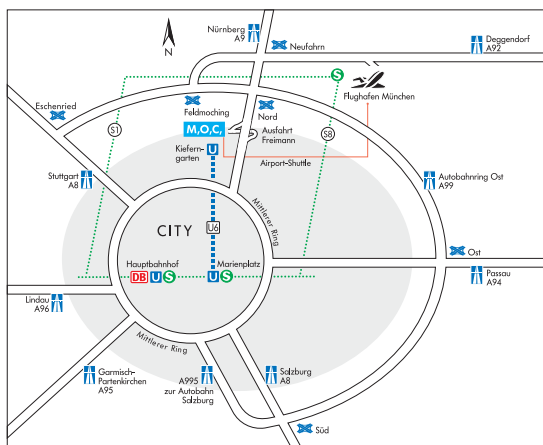 Nürnberg
A9
Deggendorf
A92
N
Neufahrn
S
Flughafen München
Eschenried
Feldmoching
Nord
S1
M,O,C,
Ausfahrt
Freimann
S8
Kiefern-
garten
U
Airport-Shuttle
Stuttgart
A8
Autobahnring Ost
A99
Mittlerer Ring
CITY
U6
Ost
Hauptbahnhof
Marienplatz
DB U S
U S
Passau
A94
Lindau
A96
Mittlerer Ring
Garmisch-
Partenkirchen
A95
A995
zur Autobahn
Salzburg
Salzburg
A8
Süd